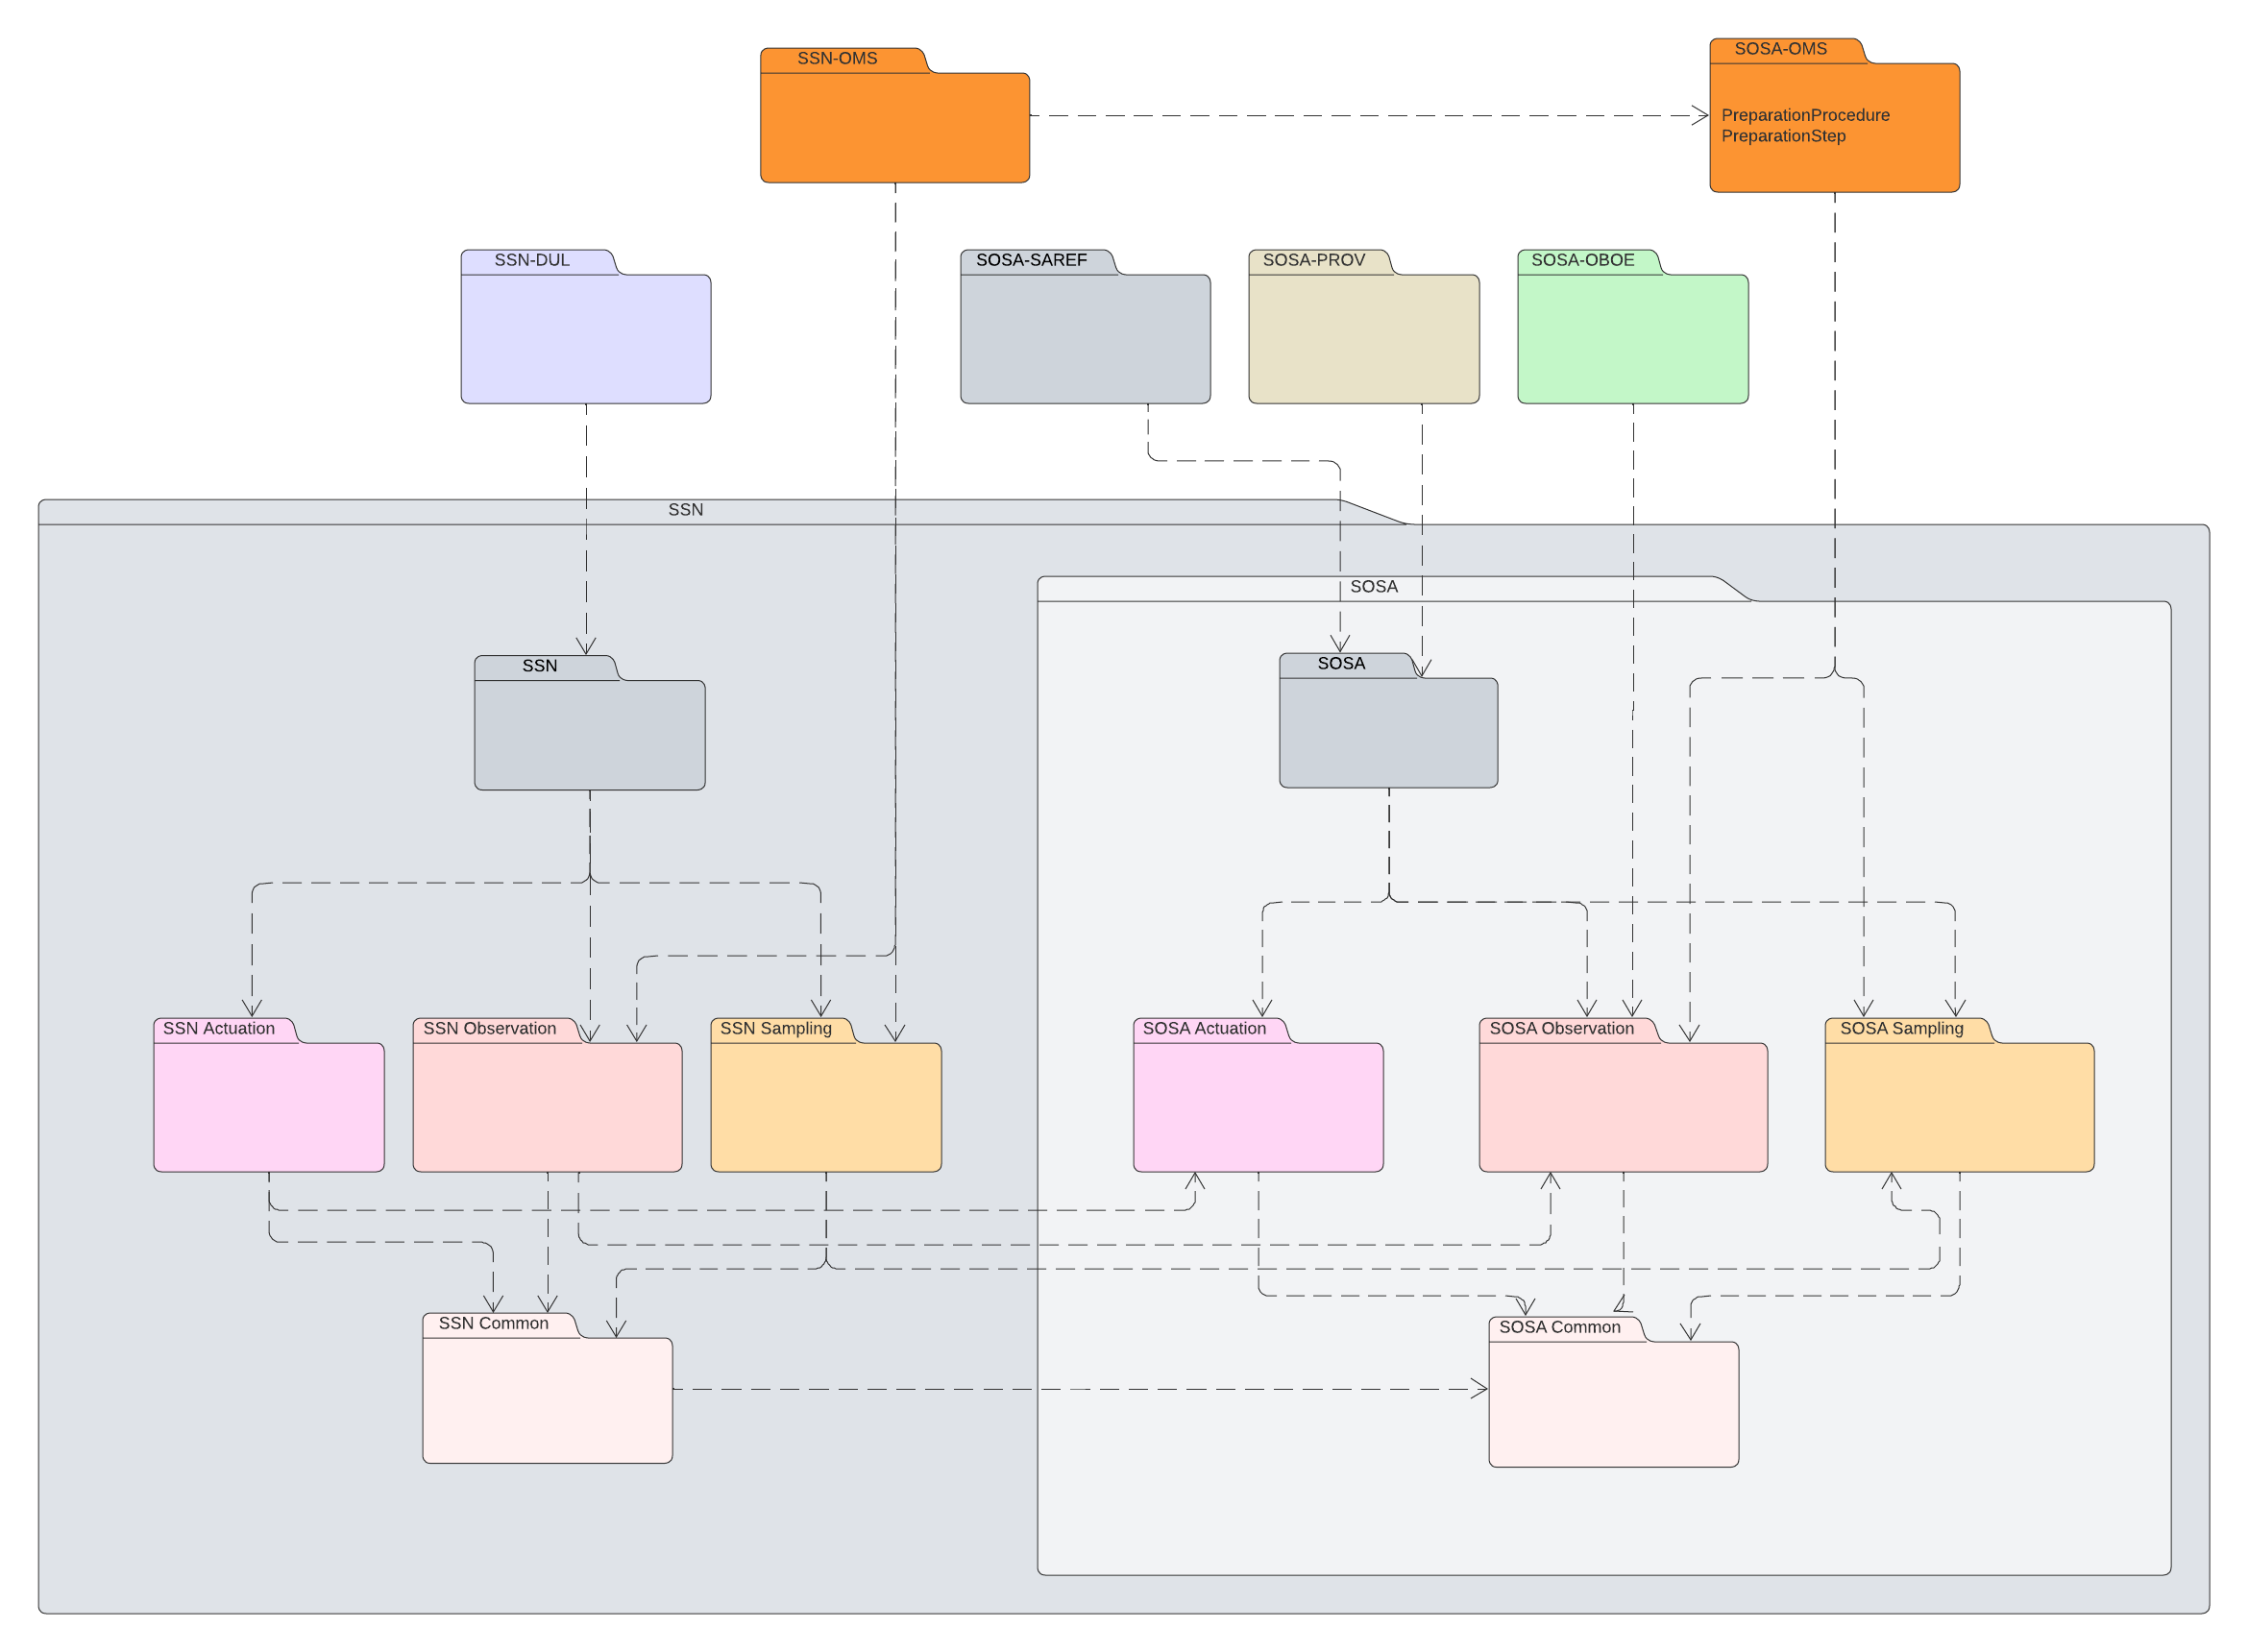 SSN-OMS
SOSA-OMS
PreparationProcedure
PreparationStep
SSN-DUL
SOSA-SAREF
SOSA-PROV
SOSA-OBOE
SSN
SOSA
SSN
SOSA
SSN Actuation
SSN Observation
SSN Sampling
SOSA Actuation
SOSA Observation
SOSA Sampling
SSN Common
SOSA Common